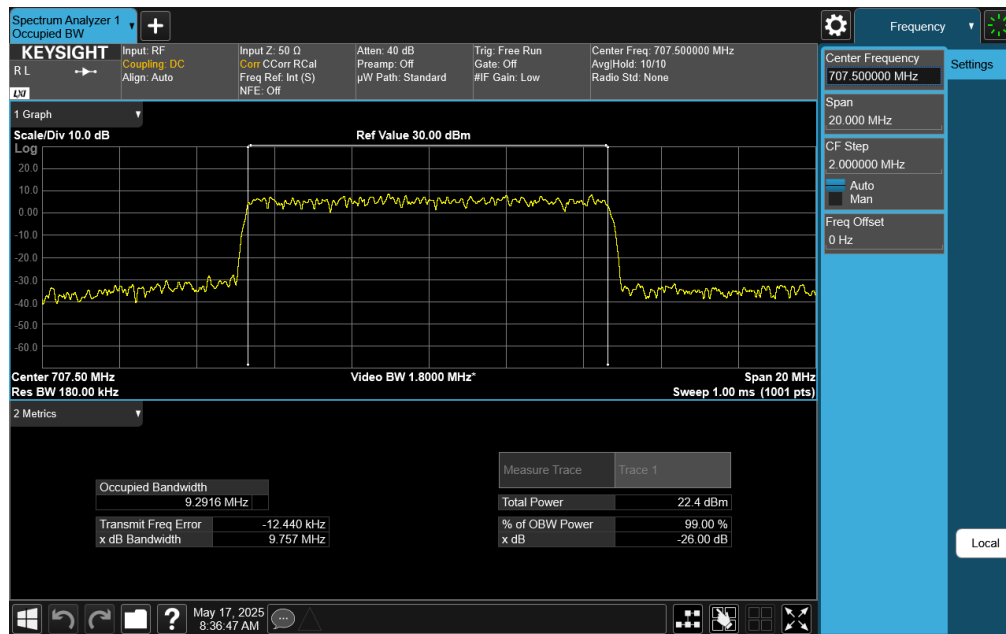 Spectrum Analyzer 1
Occupied BW
Frequency
KEYSIGHT
R L
LXI
Input: RF
Coupling: DC
Align: Auto
Input Z: 50 Ω
Corr CCorr RCal
Freq Ref: Int (S)
NFE: Off
Atten: 40 dB
Preamp: Off
µW Path: Standard
Trig: Free Run
Gate: Off
#IF Gain: Low
Center Freq: 707.500000 MHz
Avg|Hold: 10/10
Radio Std: None
Center Frequency
707.500000 MHz
Settings
Span
20.000 MHz
CF Step
2.000000 MHz
Auto
Man
Freq Offset
0 Hz
Local
1 Graph
Scale/Div 10.0 dB
Ref Value 30.00 dBm
Log
20.0
10.0
0.00
-10.0
-20.0
-30.0
-40.0
-50.0
-60.0
Center 707.50 MHz
Video BW 1.8000 MHz*
Span 20 MHz
Res BW 180.00 kHz
Sweep 1.00 ms (1001 pts)
2 Metrics
Measure Trace Trace 1
Occupied Bandwidth
9.2916 MHz
Total Power 22.4 dBm
Transmit Freq Error -12.440 kHz
% of OBW Power 99.00 %
x dB Bandwidth 9.757 MHz
x dB -26.00 dB
?
May 17, 2025
8:36:47 AM